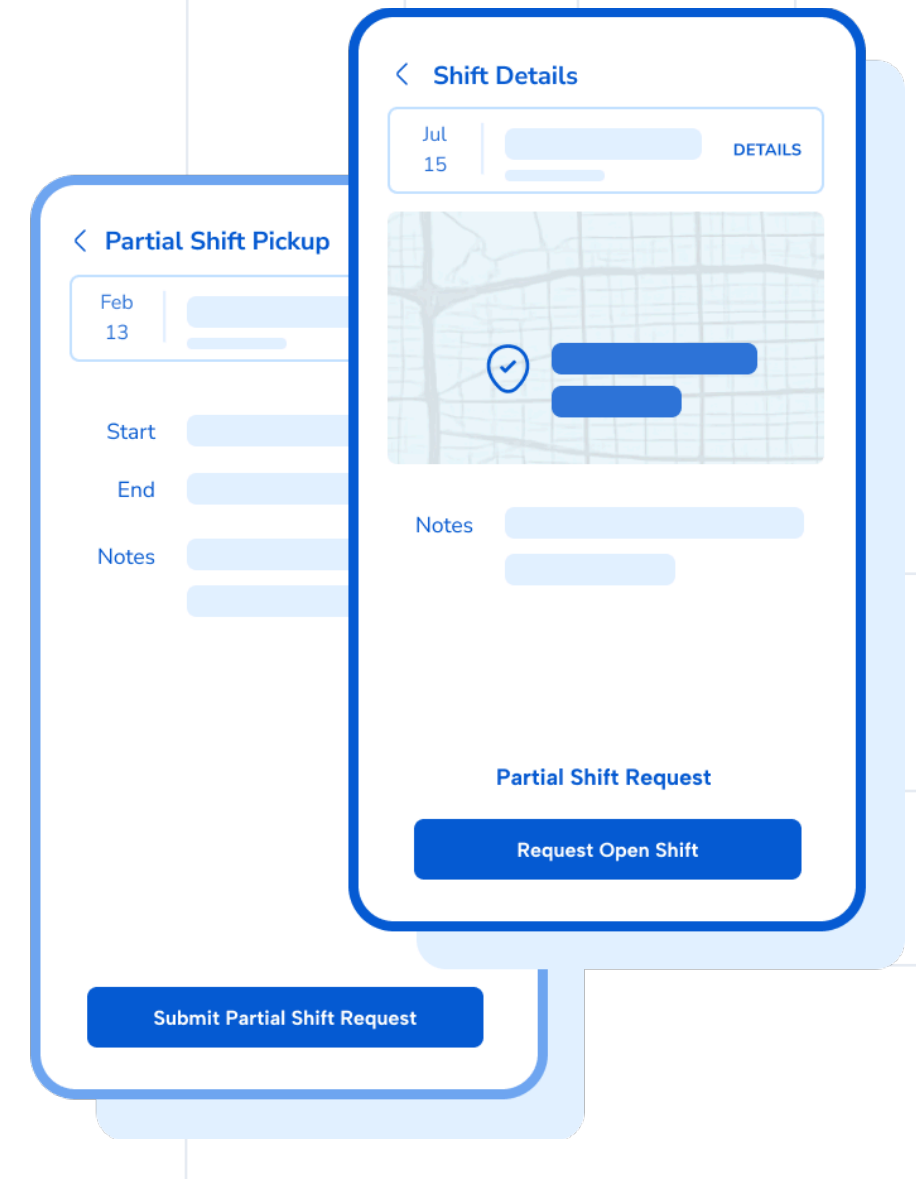 Shift Details
Jul
15
DETAILS
Notes
Partial Shift Request
Request Open Shift
Partial Shift Pickup
Feb
13
Start
End
Notes
Submit Partial Shift Request